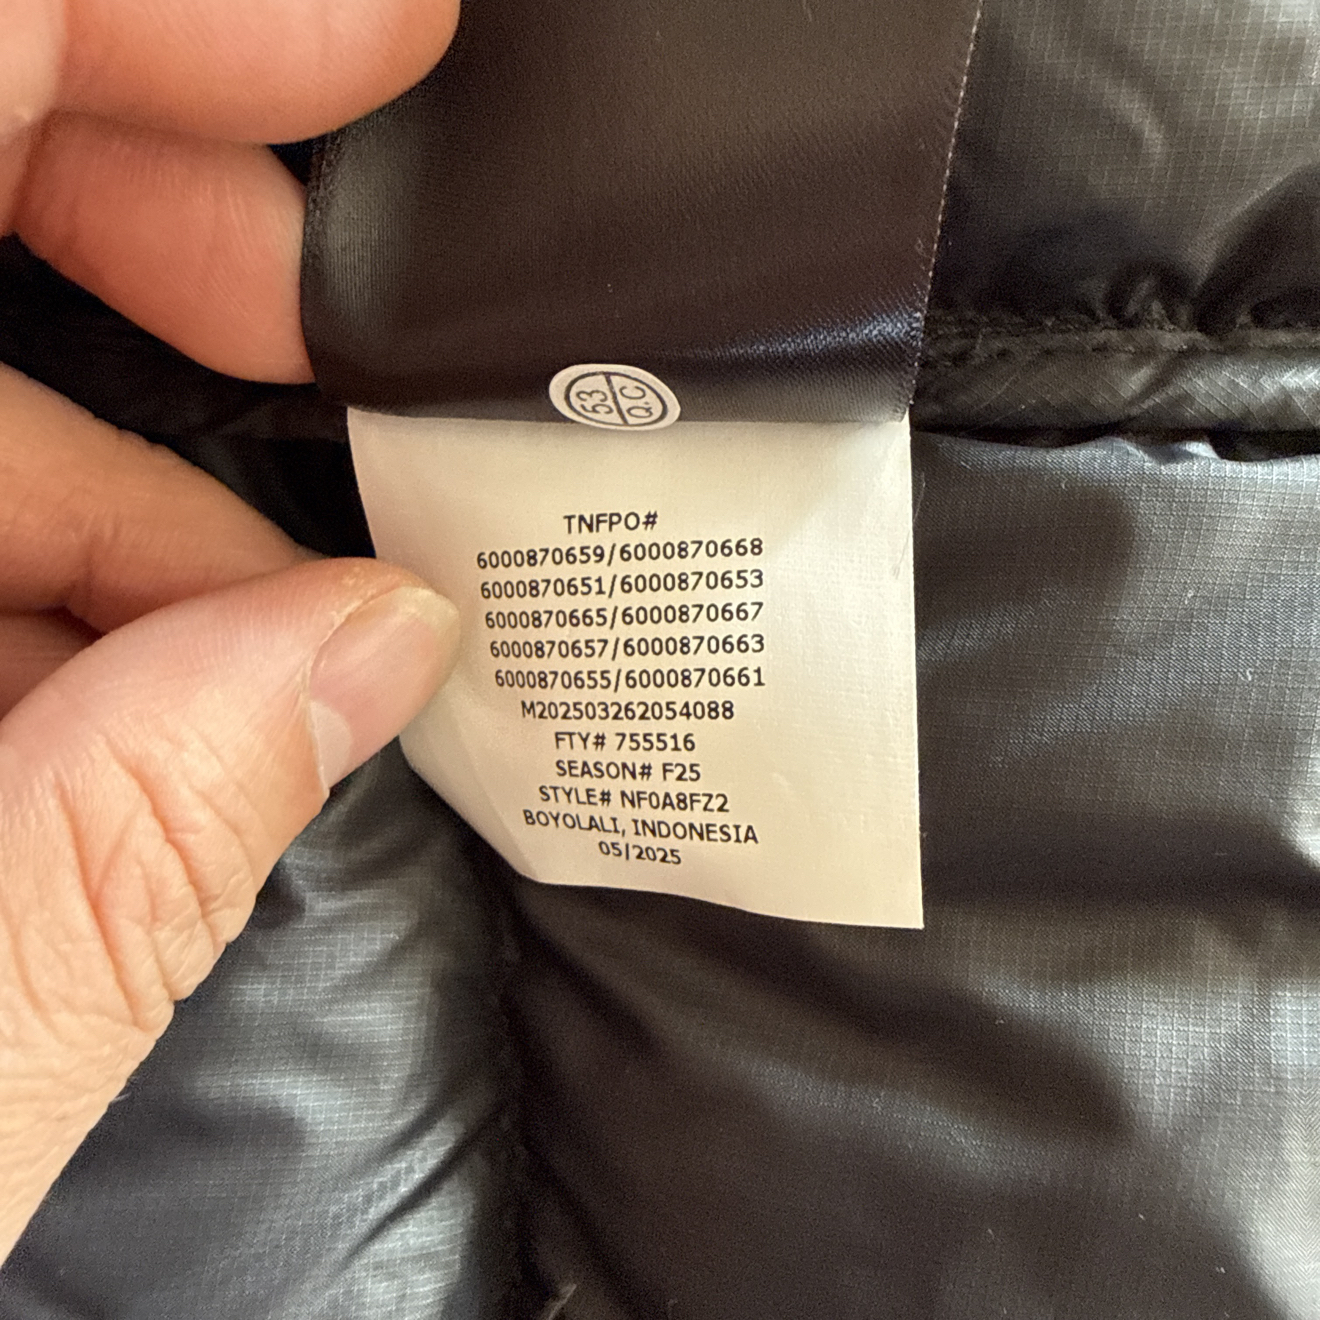 53
Q.C
TNFPO#
6000870659/6000870668
6000870651/6000870653
6000870665/6000870667
6000870657/6000870663
6000870655/6000870661
M202503262054088
FTY# 755516
SEASON# F25
STYLE# NF0A8FZ2
BOYOLALI, INDONESIA
05/2025